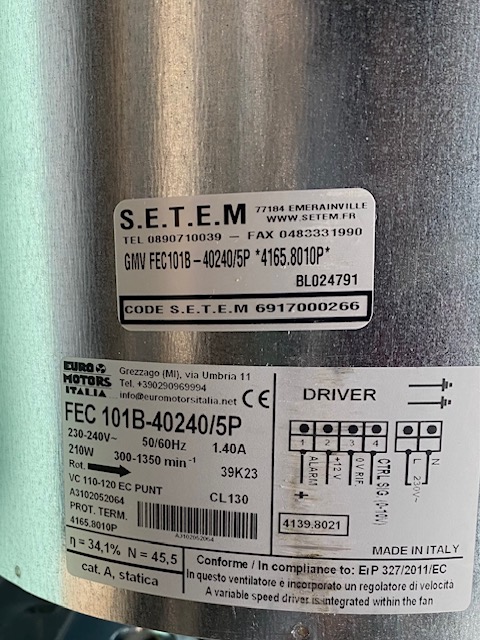 S.E.T.E.M 77184 EMERAINVILLE
WWW.SETEM.FR
TEL 0890710039 — FAX 0483331990
GMV FEC101B-40240/5P *4165.8010P*
BL024791
CODE S.E.T.E.M 6917000266
EURO MOTORS ITALIA
Grezzago (MI), via Umbria 11
Tel. +390290969994
info@euromotorsitalia.net CE
FEC 101B-40240/5P
230-240V~ 50/60Hz 1.40A
210W 300-1350 min⁻¹
Rot. 39K23
VC 110-120 EC PUNT
A3102052064 CL130
PROT. TERM.
4165.8010P
A3102052064
η = 34,1% N = 45,5
cat. A, statica
DRIVER
1 2 3 4
ALARM
+12 V
0 V RIF.
CTRL SIG. (0-10V)
L N
230V~
+
4139.8021
MADE IN ITALY
Conforme / In compliance to: ErP 327/2011/EC
In questo ventilatore è incorporato un regolatore di velocita
A variable speed driver is integrated within the fan